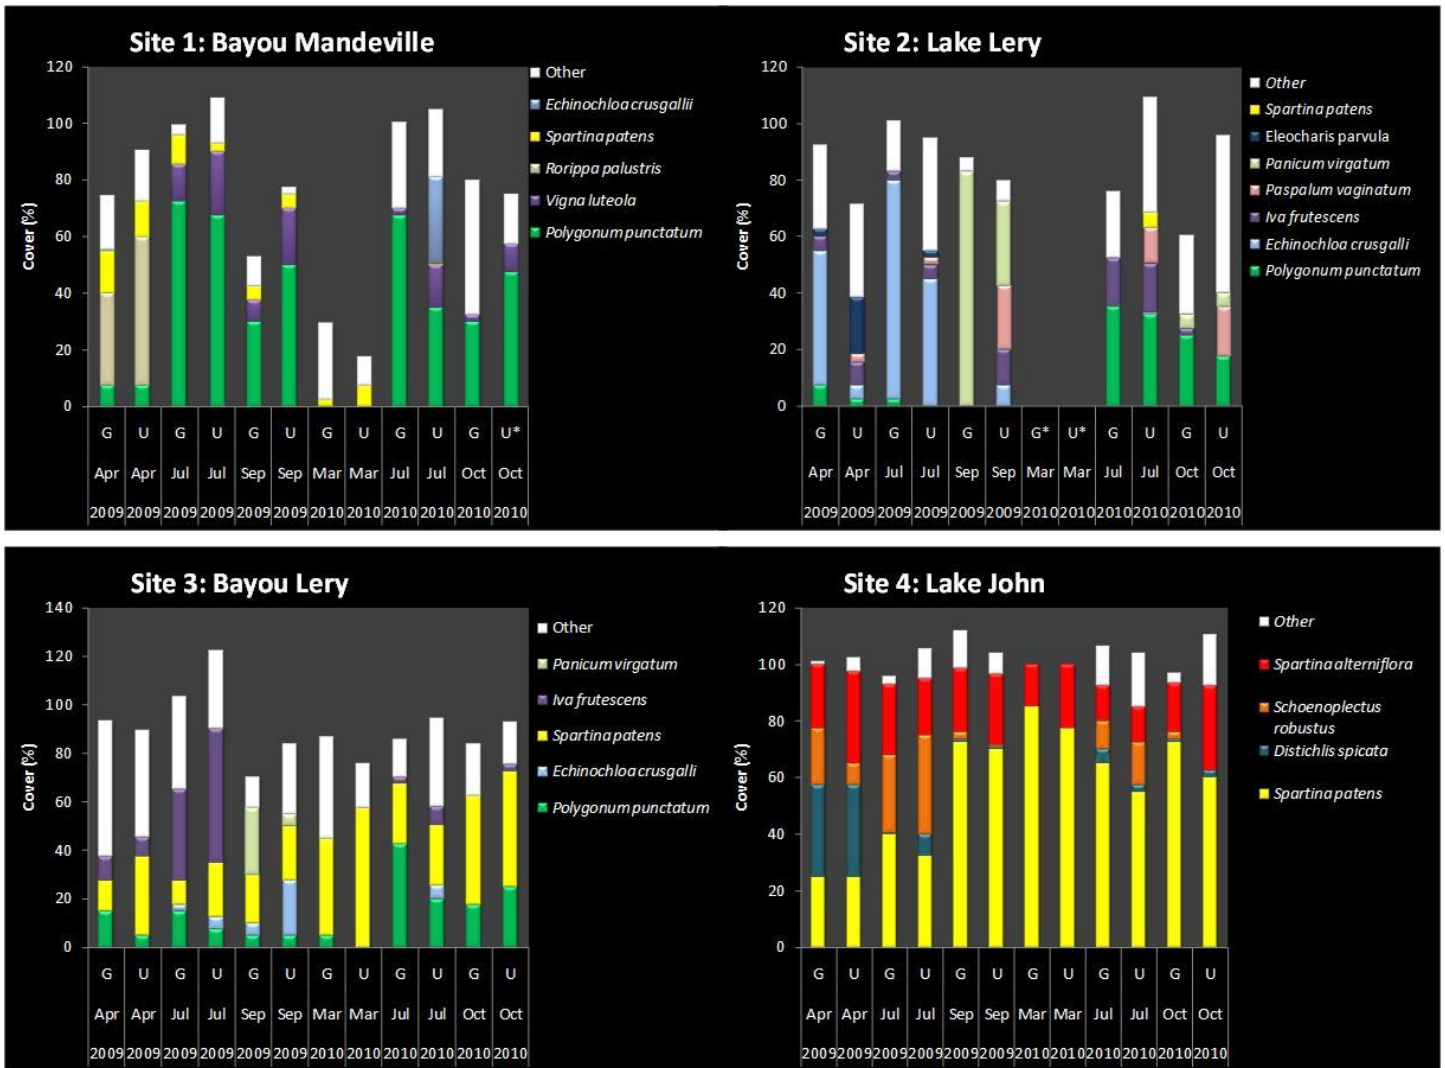 Site 1: Bayou Mandeville
120
100
80
60
40
20
0
Cover (%)
G U G U G U G U G U G U*
Apr Apr Jul Jul Sep Sep Mar Mar Jul Jul Oct Oct
2009 2009 2009 2009 2009 2009 2010 2010 2010 2010 2010 2010
Other
Echinochloa crusgallii
Spartina patens
Rorippa palustris
Vigna luteola
Polygonum punctatum
Site 2: Lake Lery
120
100
80
60
40
20
0
Cover (%)
G U G U G U G* U* G U G U
Apr Apr Jul Jul Sep Sep Mar Mar Jul Jul Oct Oct
2009 2009 2009 2009 2009 2009 2010 2010 2010 2010 2010 2010
Other
Spartina patens
Eleocharis parvula
Panicum virgatum
Paspalum vaginatum
Iva frutescens
Echinochloa crusgalli
Polygonum punctatum
Site 3: Bayou Lery
140
120
100
80
60
40
20
0
Cover (%)
G U G U G U G U G U G U
Apr Apr Jul Jul Sep Sep Mar Mar Jul Jul Oct Oct
2009 2009 2009 2009 2009 2009 2010 2010 2010 2010 2010 2010
Other
Panicum virgatum
Iva frutescens
Spartina patens
Echinochloa crusgalli
Polygonum punctatum
Site 4: Lake John
120
100
80
60
40
20
0
Cover (%)
G U G U G U G U G U G U
Apr Apr Jul Jul Sep Sep Mar Mar Jul Jul Oct Oct
2009 2009 2009 2009 2009 2009 2010 2010 2010 2010 2010 2010
Other
Spartina alterniflora
Schoenoplectus
robustus
Distichlis spicata
Spartina patens